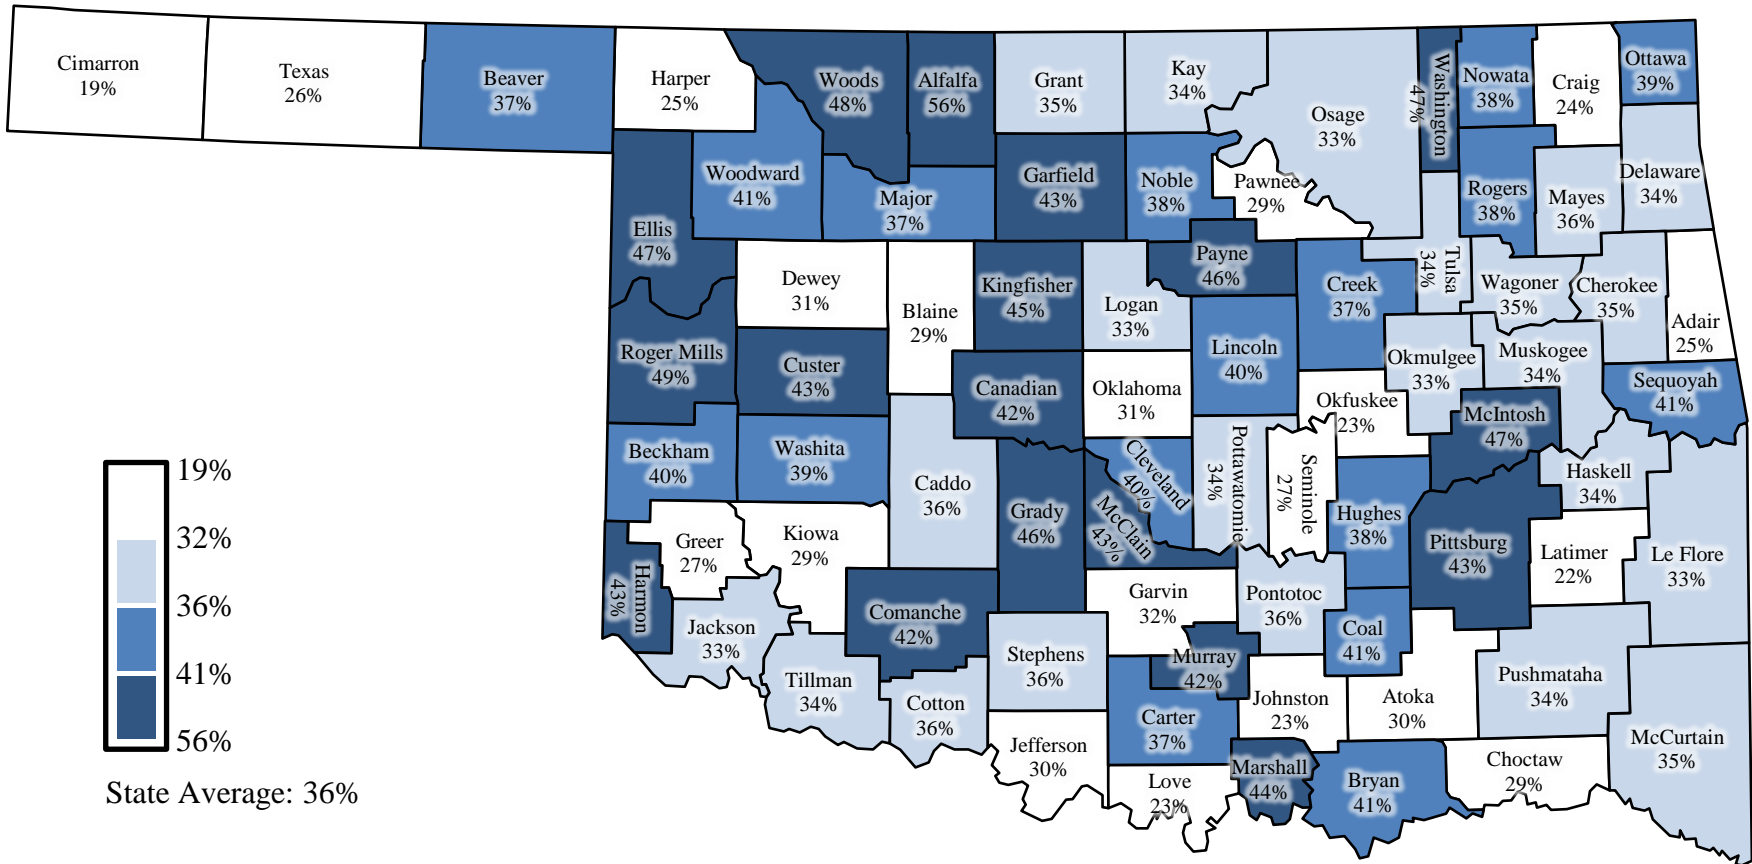 Cimarron
19%
Texas
26%
Beaver
37%
Harper
25%
Woods
48%
Alfalfa
56%
Grant
35%
Kay
34%
Osage
33%
Washington
47%
Nowata
38%
Craig
24%
Ottawa
39%
Ellis
47%
Woodward
41%
Major
37%
Garfield
43%
Noble
38%
Pawnee
29%
Rogers
38%
Mayes
36%
Delaware
34%
Dewey
31%
Blaine
29%
Kingfisher
45%
Logan
33%
Payne
46%
Creek
37%
Tulsa
34%
Wagoner
35%
Cherokee
35%
Adair
25%
Roger Mills
49%
Custer
43%
Canadian
42%
Oklahoma
31%
Lincoln
40%
Okfuskee
23%
Okmulgee
33%
Muskogee
34%
McIntosh
47%
Sequoyah
41%
Beckham
40%
Washita
39%
Caddo
36%
Grady
46%
Cleveland
40%
McClain
43%
Pottawatomie
34%
Seminole
27%
Hughes
38%
Pittsburg
43%
Haskell
34%
Latimer
22%
Le Flore
33%
Harmon
43%
Greer
27%
Kiowa
29%
Jackson
33%
Tillman
34%
Comanche
42%
Cotton
36%
Stephens
36%
Jefferson
30%
Garvin
32%
Murray
42%
Carter
37%
Love
23%
Pontotoc
36%
Johnston
23%
Marshall
44%
Coal
41%
Atoka
30%
Bryan
41%
Pushmataha
34%
Choctaw
29%
McCurtain
35%
19%
32%
36%
41%
56%
State Average: 36%